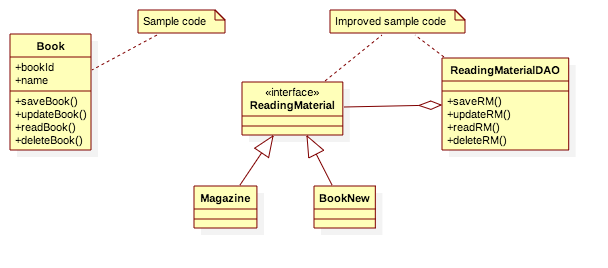 Sample code
Improved sample code
Book
+bookId
+name
+saveBook()
+updateBook()
+readBook()
+deleteBook()
«interface»
ReadingMaterial
ReadingMaterialDAO
+saveRM()
+updateRM()
+readRM()
+deleteRM()
Magazine
BookNew